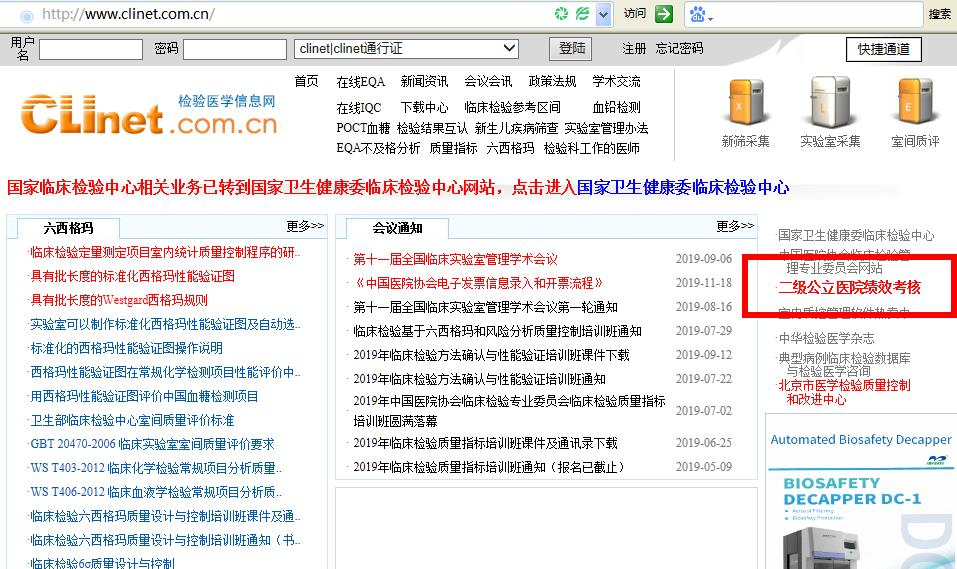 http://www.clinet.com.cn/
访问
搜索
用户名
密码
clinet|clinet通行证
登陆
注册 忘记密码
快捷通道
CLInet.com.cn
检验医学信息网
首页 在线EQA 新闻资讯 会议会讯 政策法规 学术交流
在线IQC 下载中心 临床检验参考区间 血铅检测
POCT血糖 检验结果互认 新生儿疾病筛查 实验室管理办法
EQA不及格分析 质量指标 六西格玛 检验科工作的医师
X
L
E
新筛采集 实验室采集 室间质评
国家临床检验中心相关业务已转到国家卫生健康委临床检验中心网站，点击进入国家卫生健康委临床检验中心
六西格玛 更多>>
·临床检验定量测定项目室内统计质量控制程序的研..
·具有批长度的标准化西格玛性能验证图
·具有批长度的Westgard西格玛规则
·实验室可以制作标准化西格玛性能验证图及自动选..
·标准化的西格玛性能验证图操作说明
·西格玛性能验证图在常规化学检测项目性能评价中..
·用西格玛性能验证图评价中国血糖检测项目
·卫生部临床检验中心室间质量评价标准
·GBT 20470-2006 临床实验室室间质量评价要求
·WS T403-2012 临床化学检验常规项目分析质量..
·WS T406-2012 临床血液学检验常规项目分析质..
·临床检验六西格玛质量设计与控制培训班课件及通..
·临床检验六西格玛质量设计与控制培训班通知（书..
·临床检验6σ质量设计与控制
会议通知 更多>>
· 第十一届全国临床实验室管理学术会议 2019-09-06
· 《中国医院协会电子发票信息录入和开票流程》 2019-11-18
· 第十一届全国临床实验室管理学术会议第一轮通知 2019-08-16
· 临床检验基于六西格玛和风险分析质量控制培训班通知 2019-07-29
· 2019年临床检验方法确认与性能验证培训班课件下载 2019-09-12
· 2019年临床检验方法确认与性能验证培训班通知 2019-07-22
· 2019年中国医院协会临床检验专业委员会临床检验质量指标
培训班圆满落幕 2019-07-02
· 2019年临床检验质量指标培训班课件及通讯录下载 2019-06-25
· 2019年临床检验质量指标培训班通知（报名已截止） 2019-05-09
·国家卫生健康委临床检验中心
·中国医院协会临床检验管
理专业委员会网站
·二级公立医院绩效考核
·中华检验医学杂志
·典型病例临床检验数据库
与检验医学咨询
·北京市医学检验质量控制
和改进中心
Automated Biosafety Decapper
BIOSAFETY
DECAPPER DC-1
Aerosol Filtering
Biosafety Protection